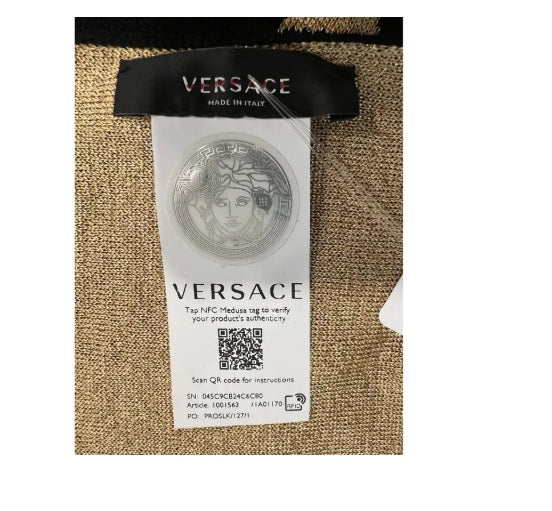 VERSACE
MADE IN ITALY
VERSACE
Tap NFC Medusa tag to verify
your product's authenticity
Scan QR code for instructions
SN: 045C9CB24C6C80
Article: 1001563 /1A01170
RFID
PO: PROSLK/127/1